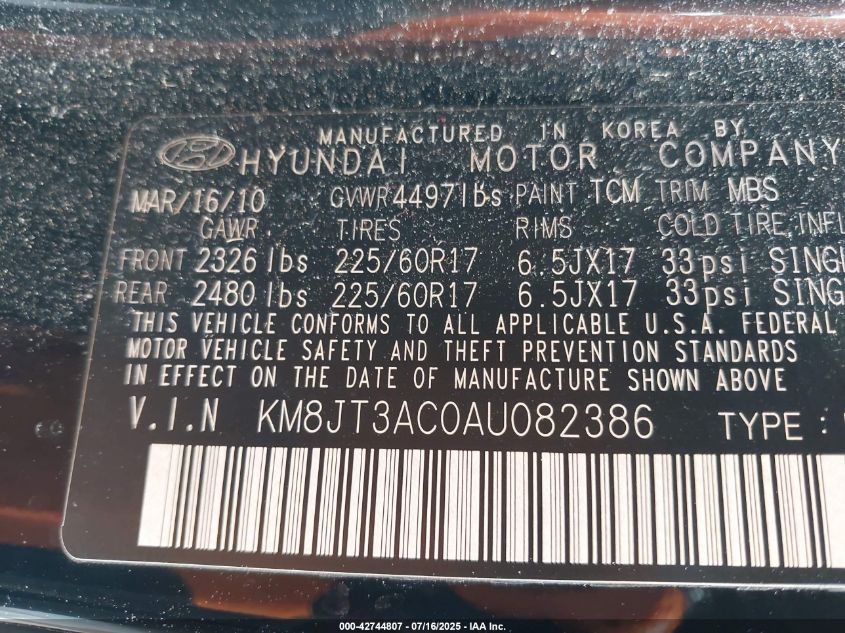 MANUFACTURED IN KOREA BY
HYUNDAI MOTOR COMPANY
MAR/16/10 GVWR 4497lbs PAINT TCM TRIM MBS
GAWR TIRES RIMS COLD TIRE INFL
FRONT 2326 lbs 225/60R17 6.5JX17 33psi SINGL
REAR 2480 lbs 225/60R17 6.5JX17 33psi SING
THIS VEHICLE CONFORMS TO ALL APPLICABLE U.S.A. FEDERAL
MOTOR VEHICLE SAFETY AND THEFT PREVENTION STANDARDS
IN EFFECT ON THE DATE OF MANUFACTURE SHOWN ABOVE
V.I.N KM8JT3AC0AU082386 TYPE:
000-42744807 - 07/16/2025 - IAA Inc.